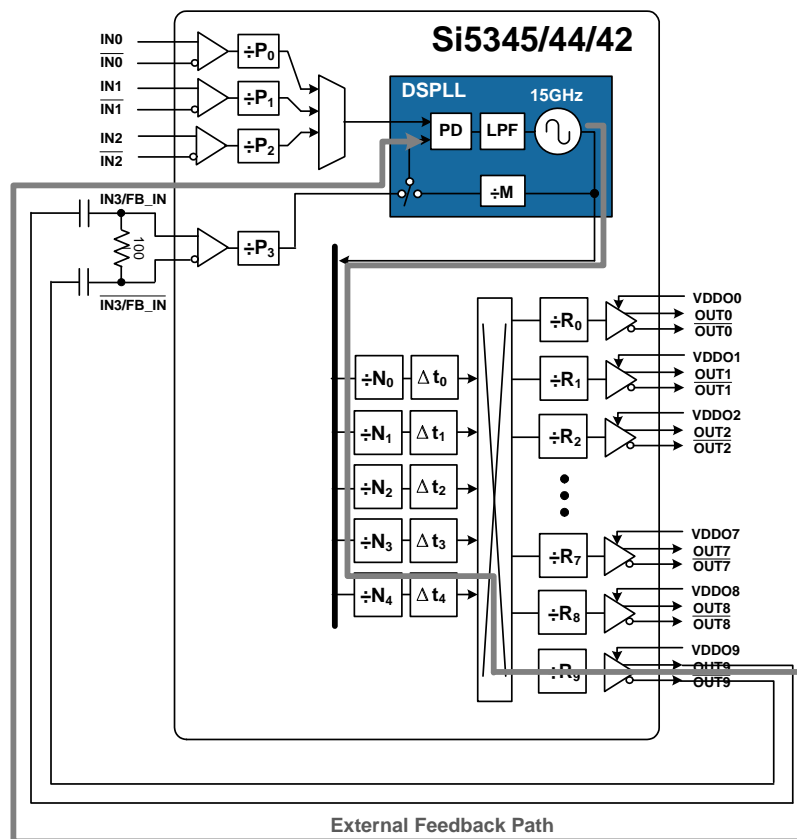 Si5345/44/42
IN0
IN0
÷P0
IN1
IN1
÷P1
IN2
IN2
÷P2
DSPLL
15GHz
PD
LPF
÷M
IN3/FB_IN
100
÷P3
IN3/FB_IN
÷N0
Δt0
÷N1
Δt1
÷N2
Δt2
÷N3
Δt3
÷N4
Δt4
÷R0
VDDO0
OUT0
OUT0
÷R1
VDDO1
OUT1
OUT1
÷R2
VDDO2
OUT2
OUT2
÷R7
VDDO7
OUT7
OUT7
÷R8
VDDO8
OUT8
OUT8
÷R9
VDDO9
OUT9
OUT9
External Feedback Path